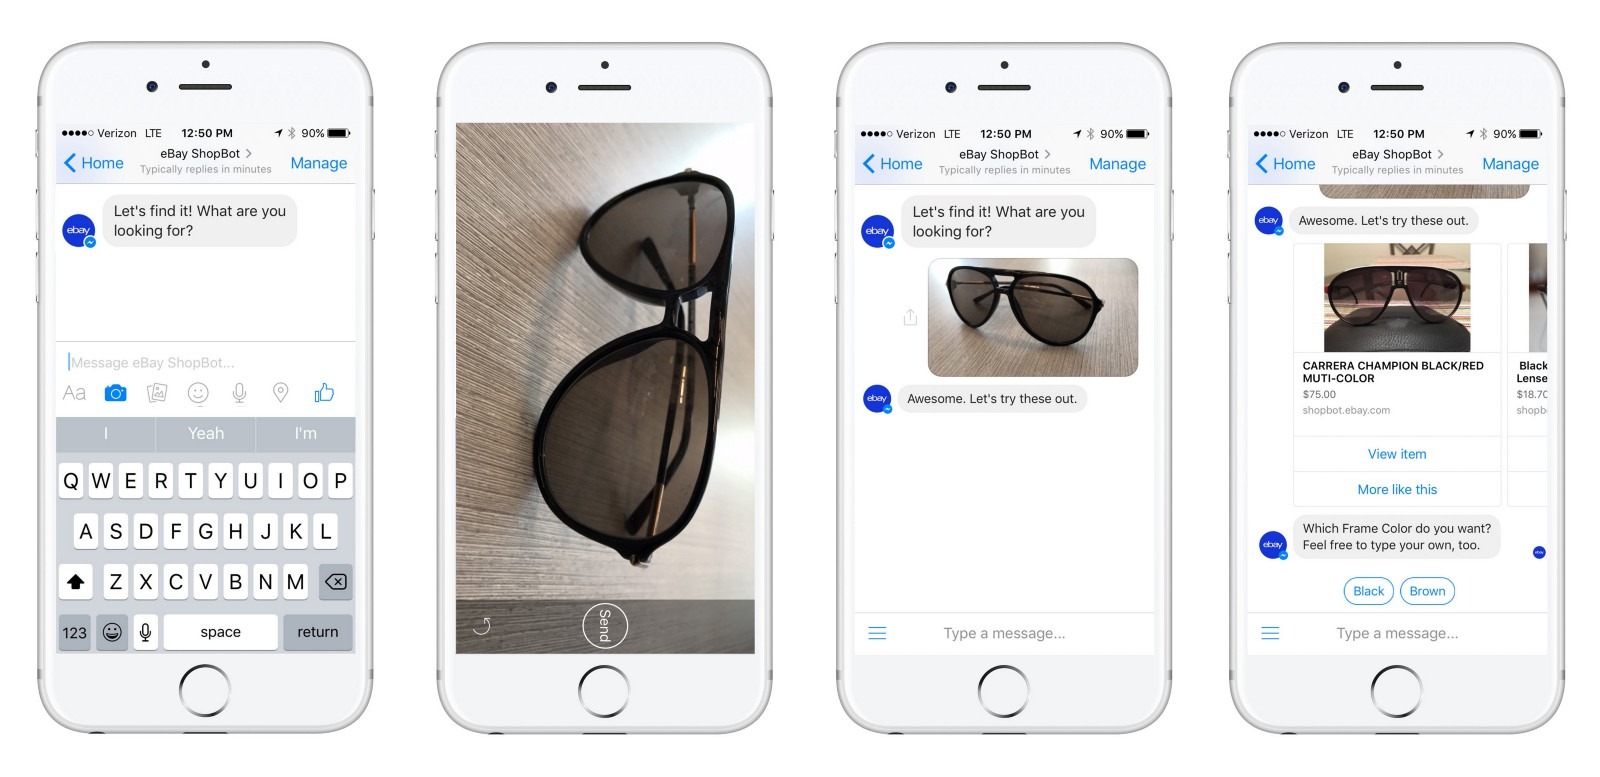 Verizon LTE 12:50 PM 90%
Home eBay ShopBot Manage
Typically replies in minutes
Let's find it! What are you
looking for?
ebay
Message eBay ShopBot...
Aa
I Yeah I'm
Q W E R T Y U I O P
A S D F G H J K L
Z X C V B N M
123 space return
Send
Verizon LTE 12:50 PM 90%
Home eBay ShopBot Manage
Typically replies in minutes
Let's find it! What are you
looking for?
ebay
ebay
Awesome. Let's try these out.
Type a message...
Verizon LTE 12:50 PM 90%
Home eBay ShopBot Manage
Typically replies in minutes
ebay
Awesome. Let's try these out.
CARRERA CHAMPION BLACK/RED
MUTI-COLOR
$75.00
shopbot.ebay.com
View item
More like this
Black
Lense
$18.70
shopb
Which Frame Color do you want?
Feel free to type your own, too.
ebay
ebay
Black Brown
Type a message...